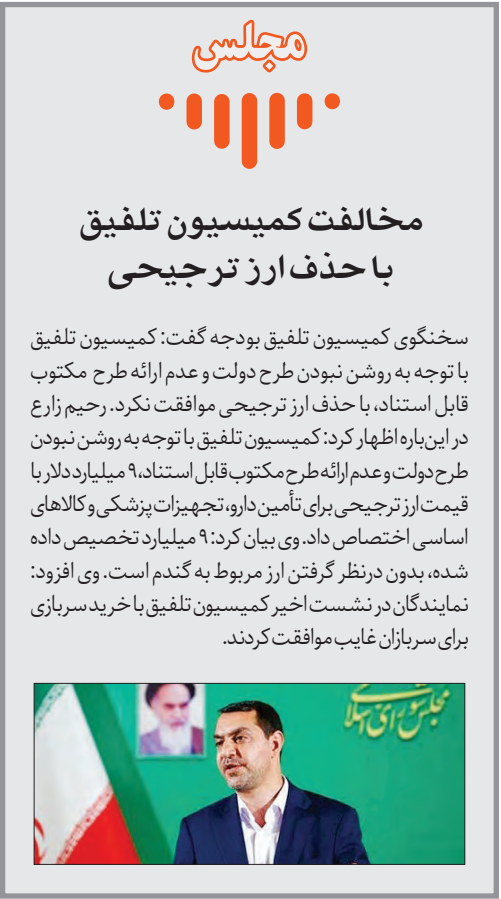 مجلس
مخالفت کمیسیون تلفیق
با حذف ارز ترجیحی
سخنگوی کمیسیون تلفیق بودجه گفت: کمیسیون تلفیق
با توجه به روشن نبودن طرح دولت و عدم ارائه طرح مکتوب
قابل استناد، با حذف ارز ترجیحی موافقت نکرد. رحیم زارع
در این‌باره اظهار کرد: کمیسیون تلفیق با توجه به روشن نبودن
طرح دولت و عدم ارائه طرح مکتوب قابل استناد، ۹ میلیارد دلار با
قیمت ارز ترجیحی برای تأمین دارو، تجهیزات پزشکی و کالاهای
اساسی اختصاص داد. وی بیان کرد: ۹ میلیارد تخصیص داده
شده، بدون درنظر گرفتن ارز مربوط به گندم است. وی افزود:
نمایندگان در نشست اخیر کمیسیون تلفیق با خرید سربازی
برای سربازان غایب موافقت کردند.
مجلس شورای اسلامی